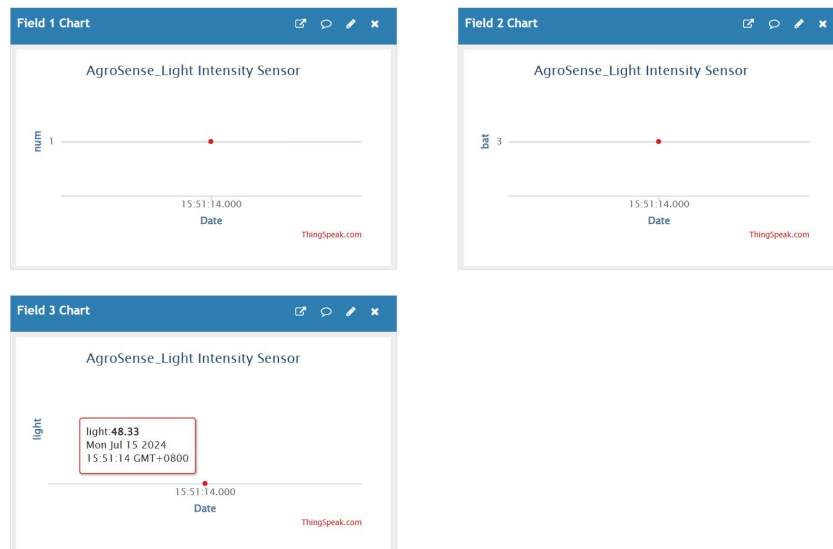 Field 1 Chart
AgroSense_Light Intensity Sensor
num
1
15:51:14.000
Date
ThingSpeak.com
Field 2 Chart
AgroSense_Light Intensity Sensor
bat
3
15:51:14.000
Date
ThingSpeak.com
Field 3 Chart
AgroSense_Light Intensity Sensor
light
light:48.33
Mon Jul 15 2024
15:51:14 GMT+0800
15:51:14.000
Date
ThingSpeak.com